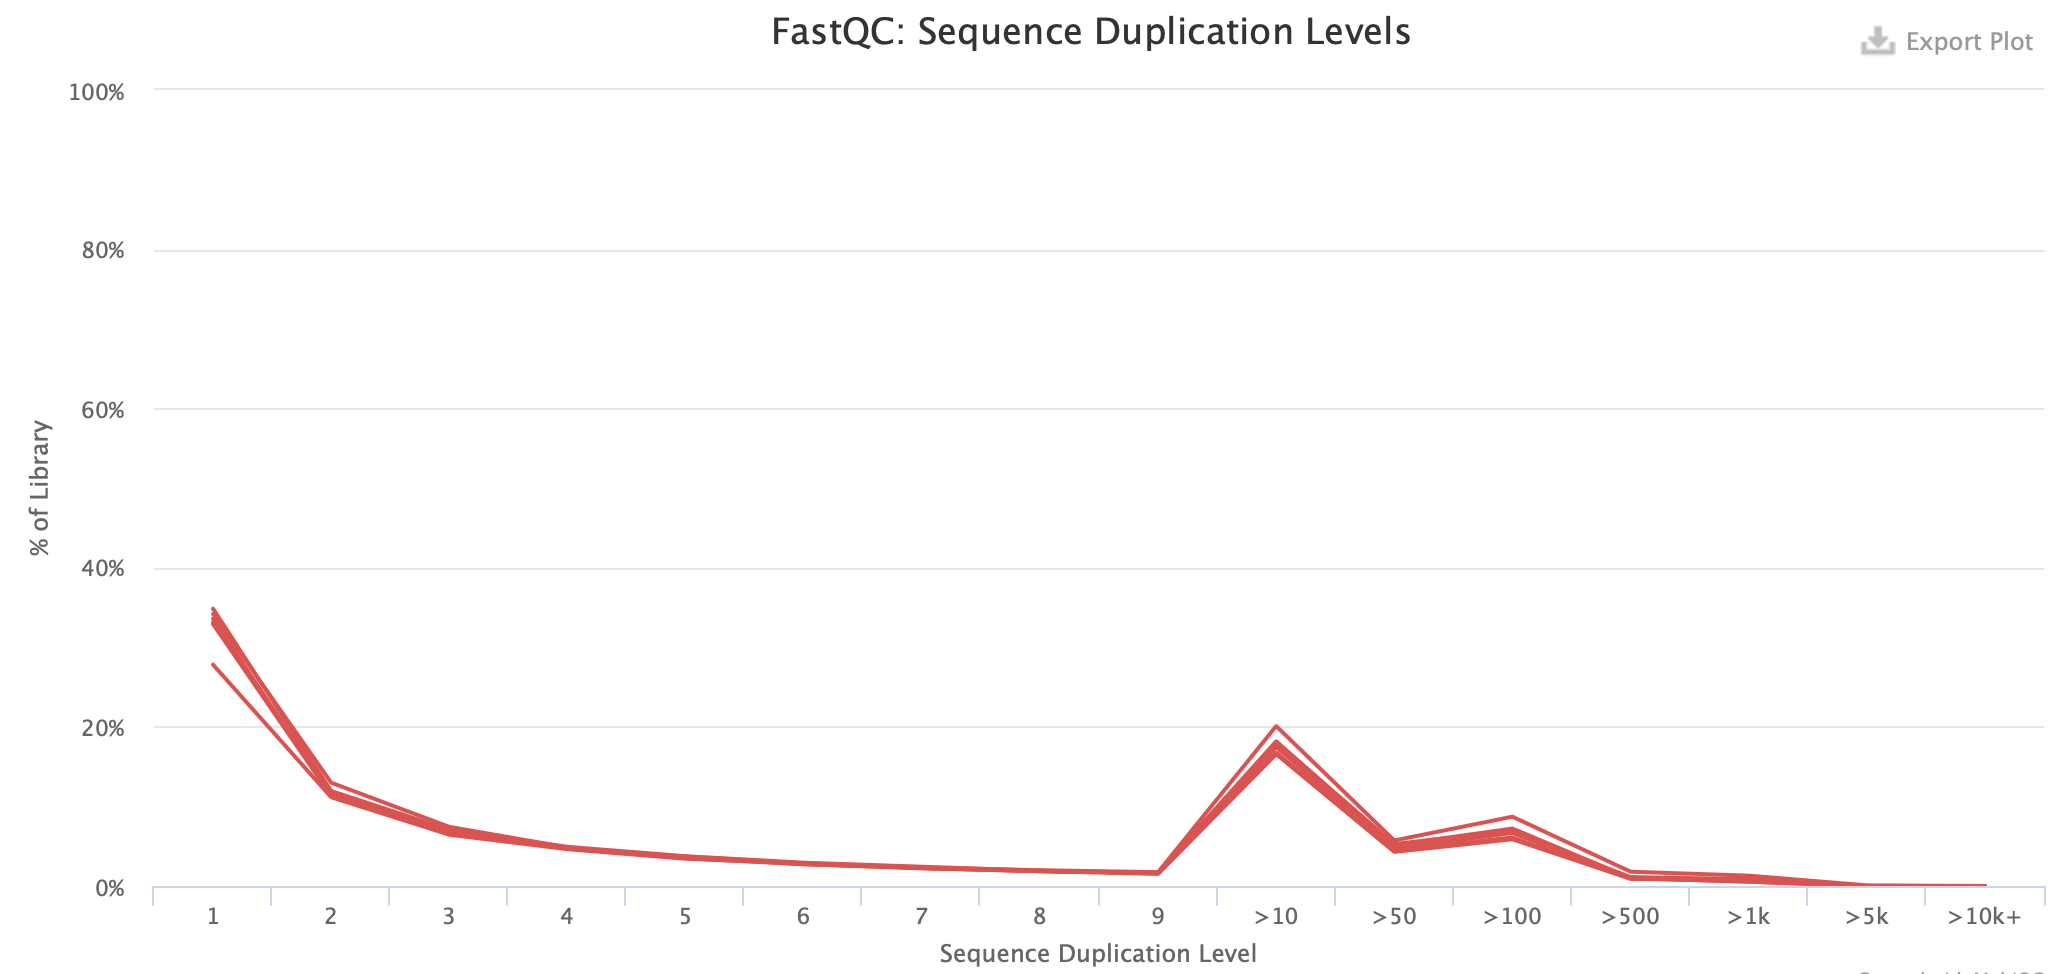 FastQC: Sequence Duplication Levels
Export Plot
100%
80%
60%
40%
20%
0%
% of Library
1 2 3 4 5 6 7 8 9 >10 >50 >100 >500 >1k >5k >10k+
Sequence Duplication Level